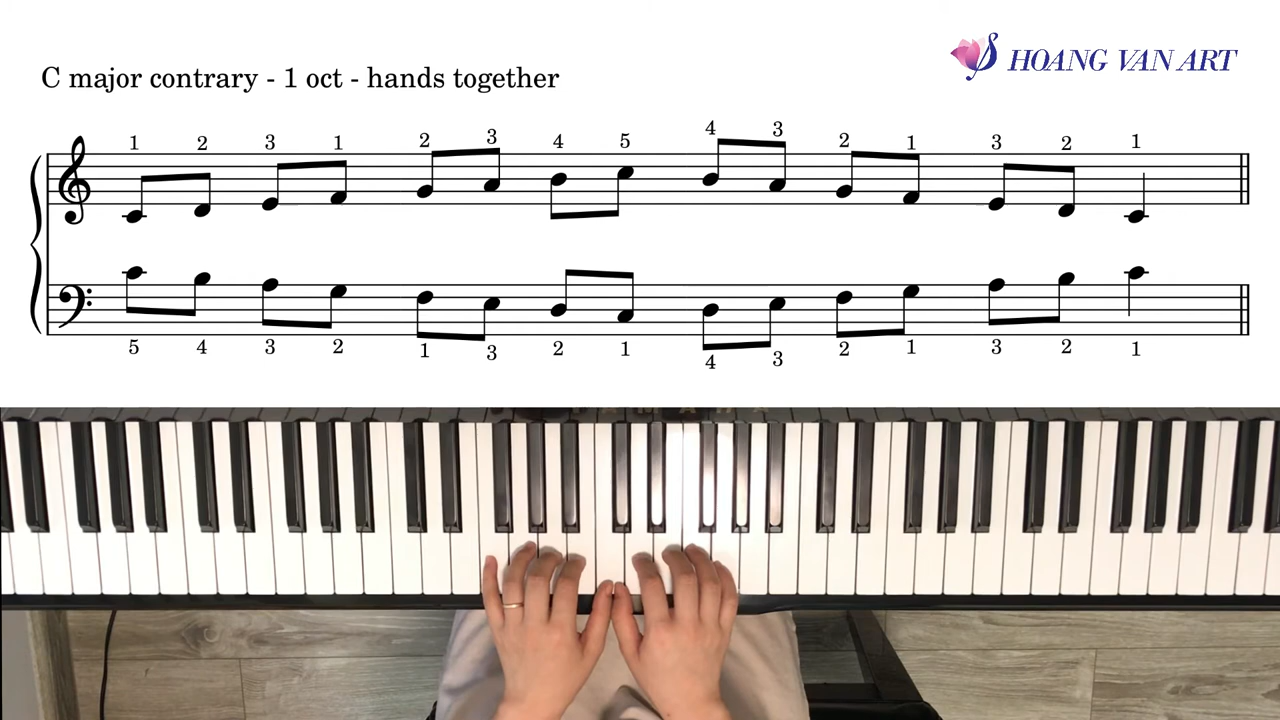 HOANG VAN ART
C major contrary - 1 oct - hands together
1 2 3 1 2 3 4 5 4 3 2 1 3 2 1
5 4 3 2 1 3 2 1 4 3 2 1 3 2 1
YAMAHA